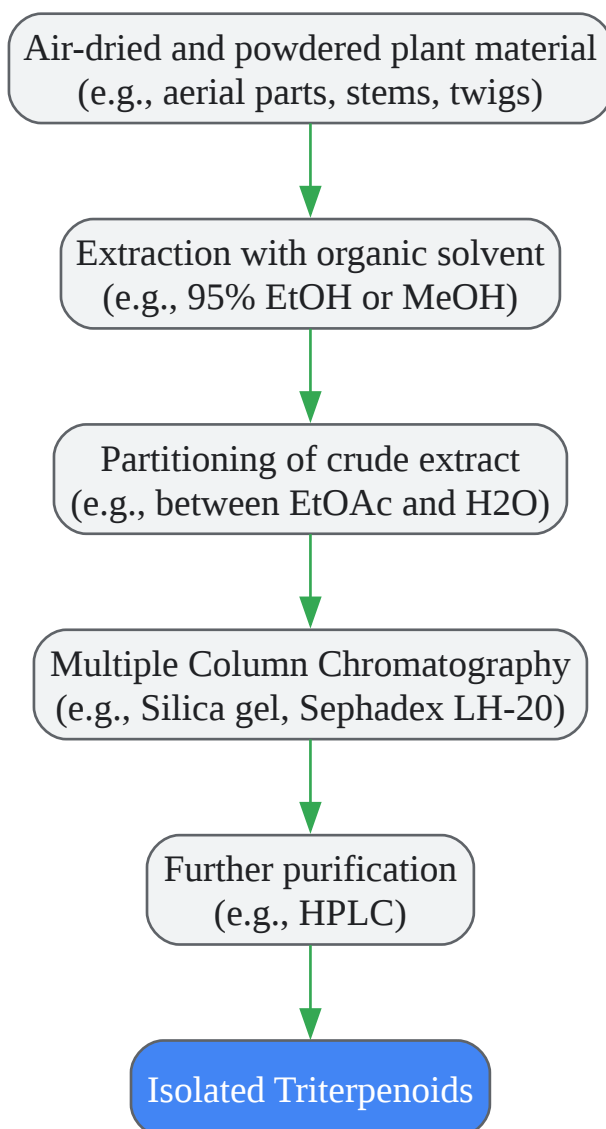 Air-dried and powdered plant material
(e.g., aerial parts, stems, twigs)
Extraction with organic solvent
(e.g., 95% EtOH or MeOH)
Partitioning of crude extract
(e.g., between EtOAc and H2O)
Multiple Column Chromatography
(e.g., Silica gel, Sephadex LH-20)
Further purification
(e.g., HPLC)
Isolated Triterpenoids